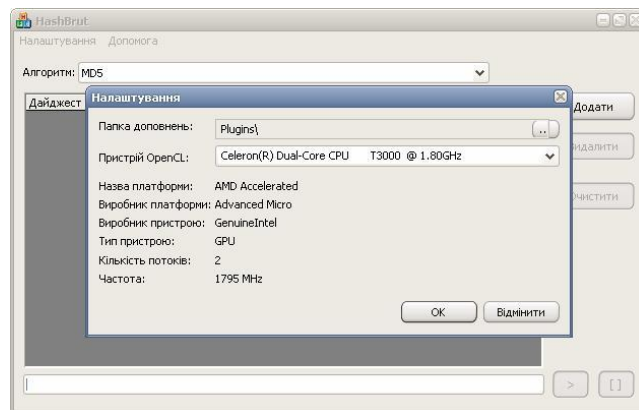 HashBrut
Налаштування Допомога
Алгоритм: MD5
Дайджест
Налаштування
Додати
Видалити
Очистити
Папка доповнень: Plugins\ ..
Пристрій OpenCL: Celeron(R) Dual-Core CPU T3000 @ 1.80GHz
Назва платформи: AMD Accelerated
Виробник платформи: Advanced Micro
Виробник пристрою: GenuineIntel
Тип пристрою: GPU
Кількість потоків: 2
Частота: 1795 MHz
OK Відмінити
> [ ]